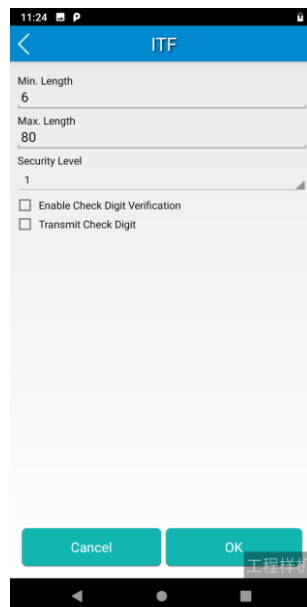 11:24
ITF
Min. Length
6
Max. Length
80
Security Level
1
Enable Check Digit Verification
Transmit Check Digit
Cancel
OK
工程样机